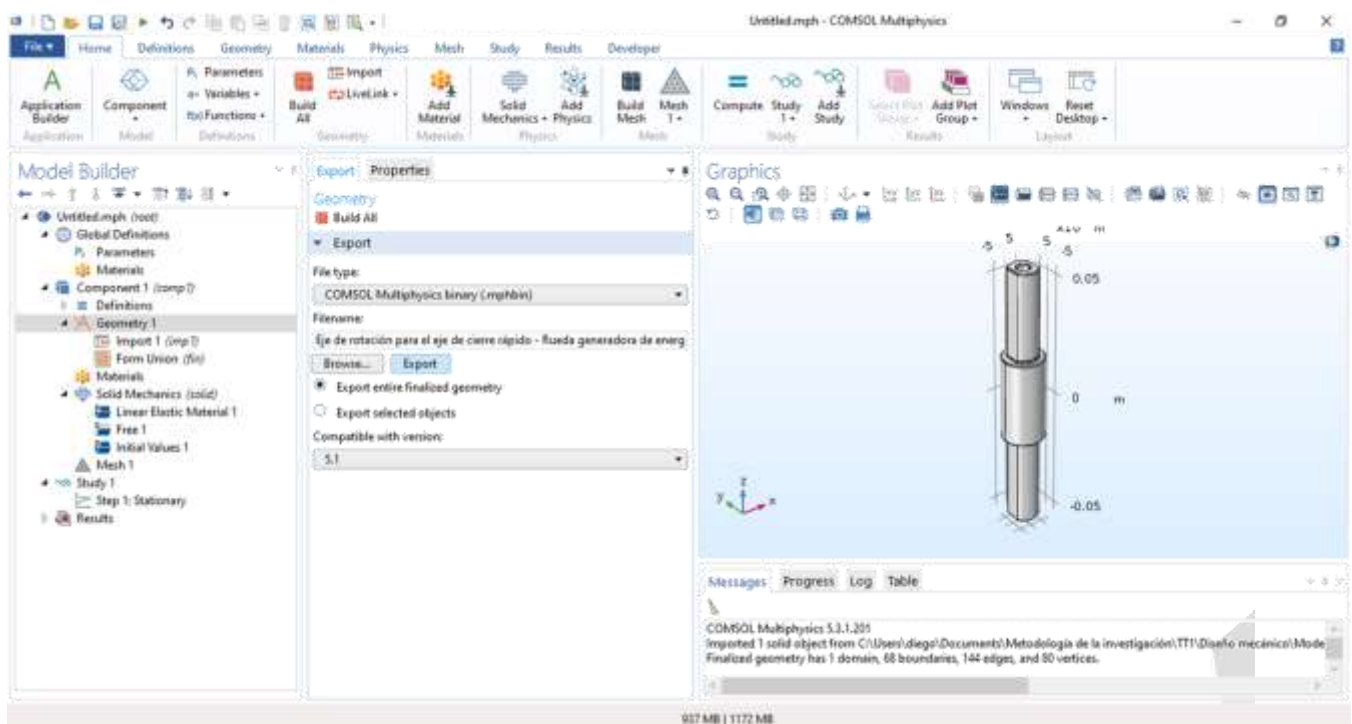 Untitled.mph - COMSOL Multiphysics
File Home Definitions Geometry Materials Physics Mesh Study Results Developer
Application Builder
Component
Pi Parameters
a= Variables
f(x) Functions
Build All
Import
LiveLink
Add Material
Solid Mechanics
Add Physics
Build Mesh
Mesh 1
Compute
Study 1
Add Study
Select Plot Group
Add Plot Group
Windows
Reset Desktop
Application
Model
Definitions
Geometry
Materials
Physics
Mesh
Study
Results
Layout
Model Builder
Untitled.mph (root)
Global Definitions
Pi Parameters
Materials
Component 1 (comp1)
Definitions
Geometry 1
Import 1 (imp1)
Form Union (fin)
Materials
Solid Mechanics (solid)
Linear Elastic Material 1
Free 1
Initial Values 1
Mesh 1
Study 1
Step 1: Stationary
Results
Export Properties
Geometry
Build All
Export
File type:
COMSOL Multiphysics binary (.mphbin)
Filename:
Eje de rotación para el eje de cierre rápido - Rueda generadora de energ
Browse... Export
Export entire finalized geometry
Export selected objects
Compatible with version:
5.1
Graphics
-5 5 5 -5
0.05
0 m
-0.05
z
y x
Messages Progress Log Table
COMSOL Multiphysics 5.3.1.201
Imported 1 solid object from C:\Users\diego\Documents\Metodología de la investigación\TT1\Diseño mecánico\Mode
Finalized geometry has 1 domain, 68 boundaries, 144 edges, and 80 vertices.
937 MB | 1172 MB